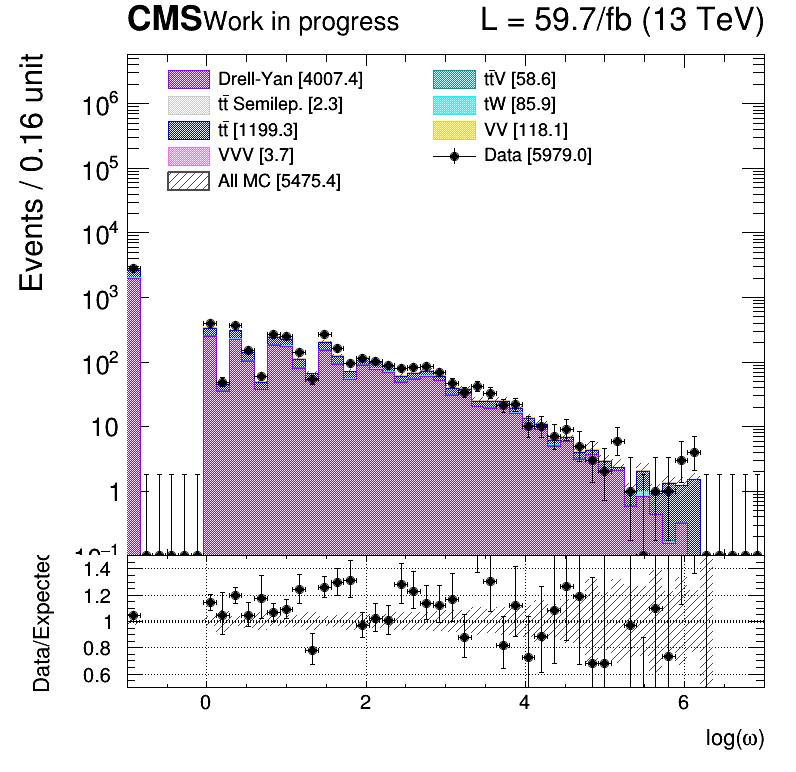 CMS Work in progress L = 59.7/fb (13 TeV)
Events / 0.16 unit
Drell-Yan [4007.4]
tt̄ Semilep. [2.3]
tt̄ [1199.3]
VVV [3.7]
All MC [5475.4]
tt̄V [58.6]
tW [85.9]
VV [118.1]
Data [5979.0]
10⁶
10⁵
10⁴
10³
10²
10
1
10⁻¹
Data/Expected
1.4
1.2
1
0.8
0.6
0 2 4 6
log(ω)